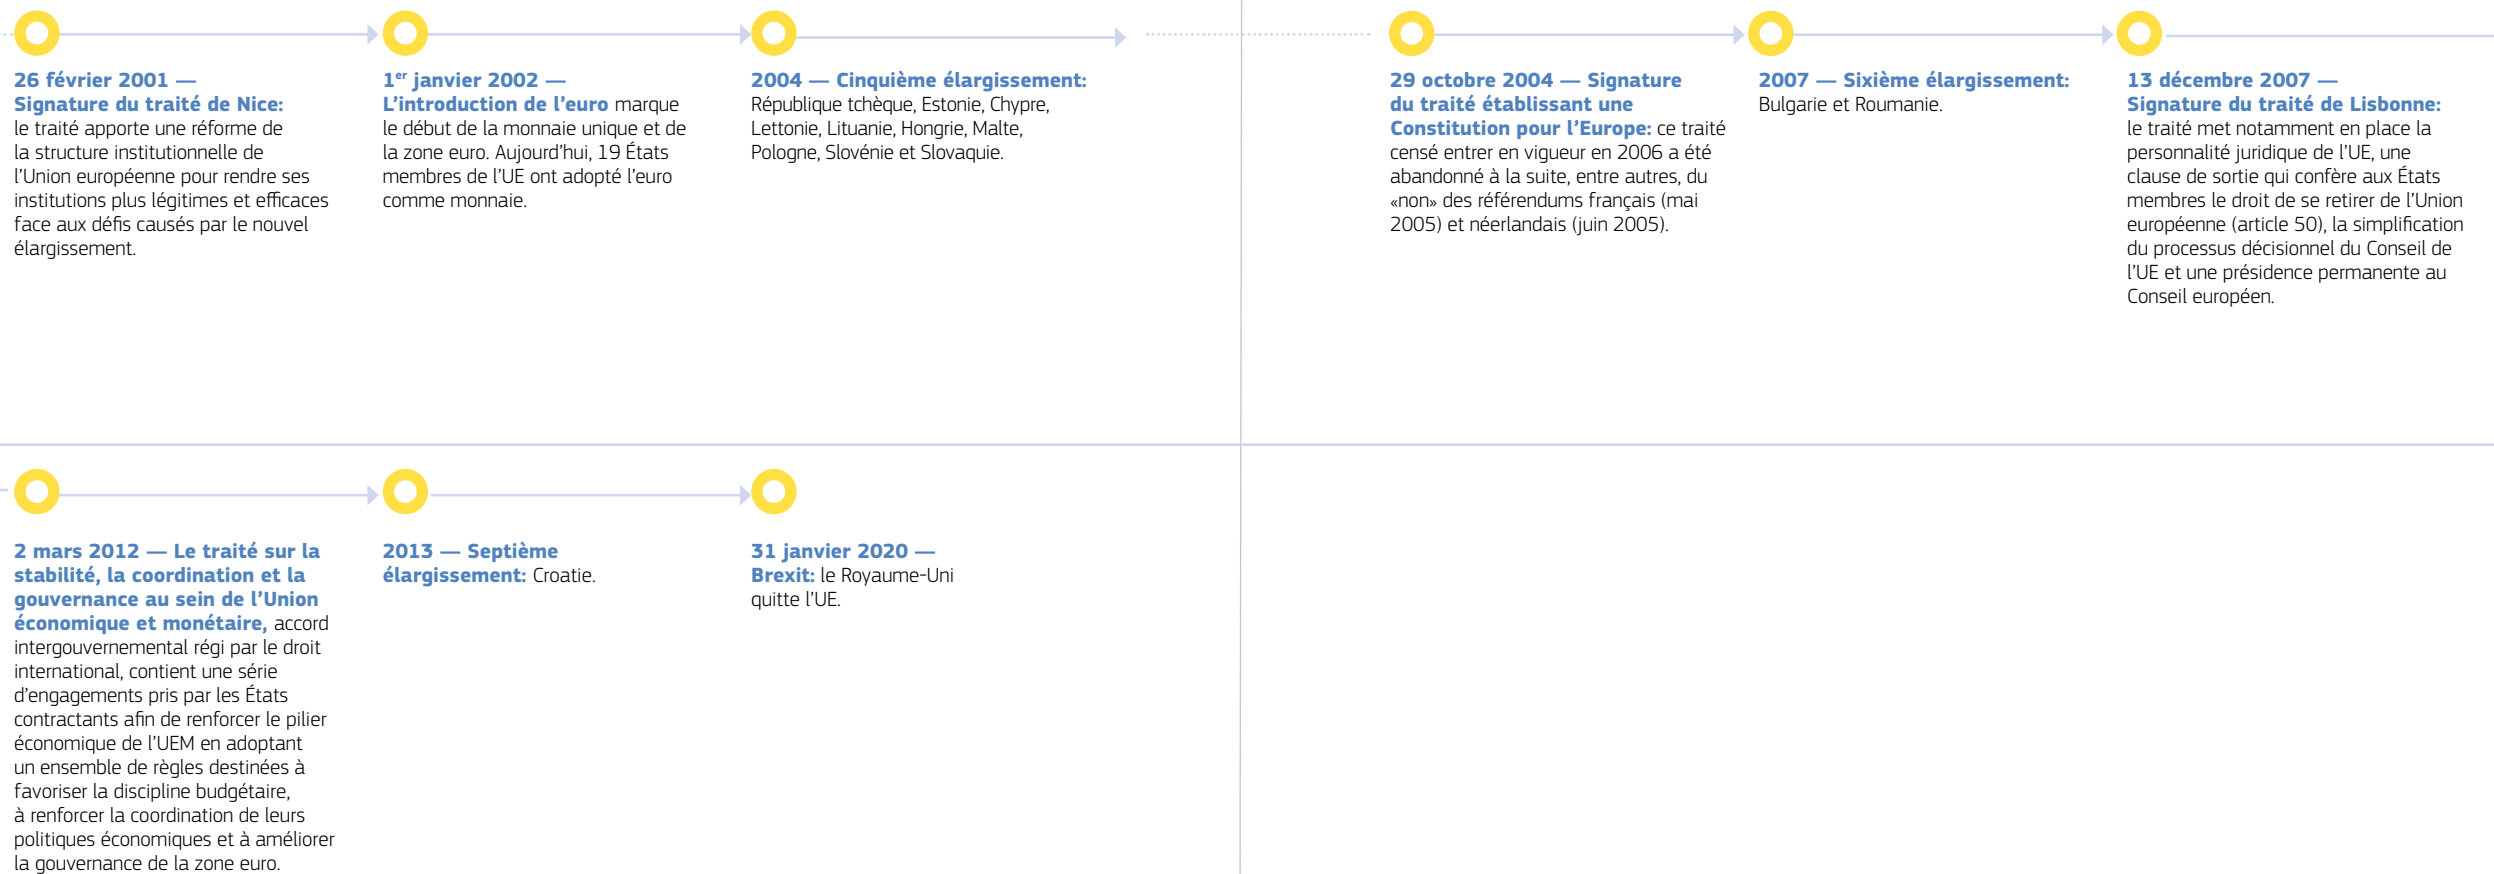 26 février 2001 —
Signature du traité de Nice:
le traité apporte une réforme de
la structure institutionnelle de
l’Union européenne pour rendre ses
institutions plus légitimes et efficaces
face aux défis causés par le nouvel
élargissement.
1er janvier 2002 —
L’introduction de l’euro marque
le début de la monnaie unique et de
la zone euro. Aujourd’hui, 19 États
membres de l’UE ont adopté l’euro
comme monnaie.
2004 — Cinquième élargissement:
République tchèque, Estonie, Chypre,
Lettonie, Lituanie, Hongrie, Malte,
Pologne, Slovénie et Slovaquie.
29 octobre 2004 — Signature
du traité établissant une
Constitution pour l’Europe: ce traité
censé entrer en vigueur en 2006 a été
abandonné à la suite, entre autres, du
«non» des référendums français (mai
2005) et néerlandais (juin 2005).
2007 — Sixième élargissement:
Bulgarie et Roumanie.
13 décembre 2007 —
Signature du traité de Lisbonne:
le traité met notamment en place la
personnalité juridique de l’UE, une
clause de sortie qui confère aux États
membres le droit de se retirer de l’Union
européenne (article 50), la simplification
du processus décisionnel du Conseil de
l’UE et une présidence permanente au
Conseil européen.
2 mars 2012 — Le traité sur la
stabilité, la coordination et la
gouvernance au sein de l’Union
économique et monétaire, accord
intergouvernemental régi par le droit
international, contient une série
d’engagements pris par les États
contractants afin de renforcer le pilier
économique de l’UEM en adoptant
un ensemble de règles destinées à
favoriser la discipline budgétaire,
à renforcer la coordination de leurs
politiques économiques et à améliorer
la gouvernance de la zone euro.
2013 — Septième
élargissement: Croatie.
31 janvier 2020 —
Brexit: le Royaume-Uni
quitte l’UE.